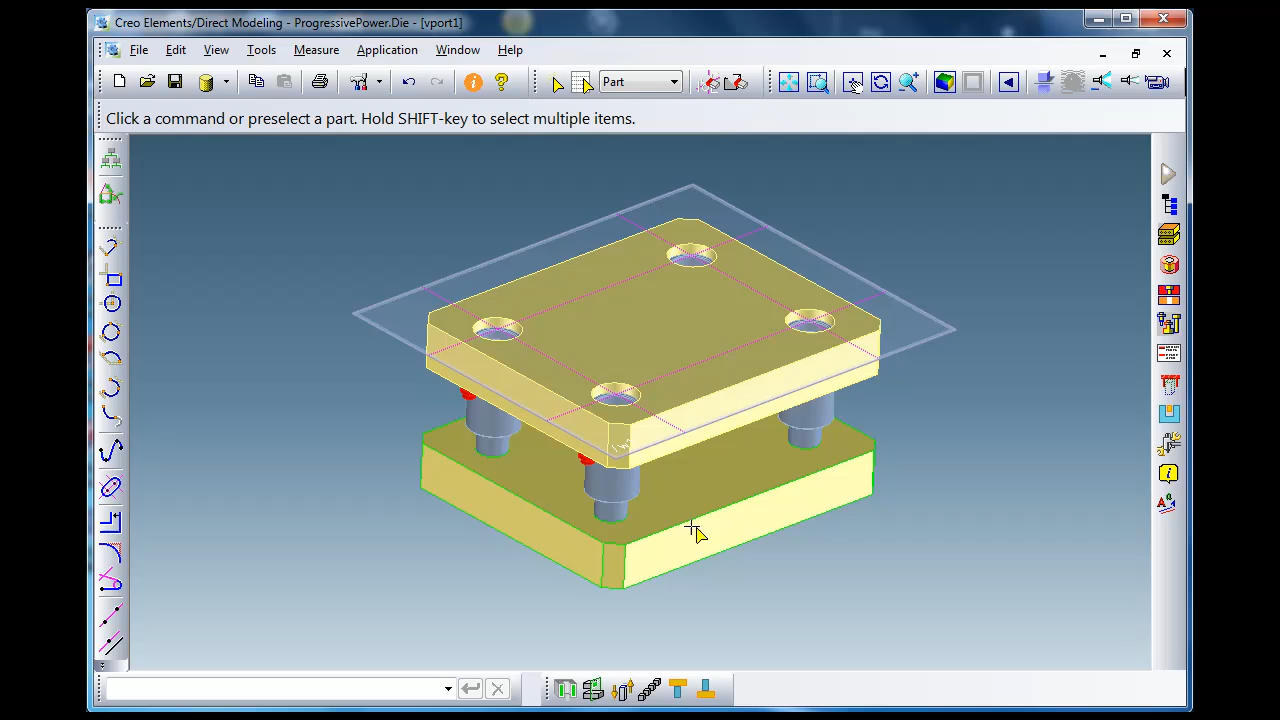 Creo Elements/Direct Modeling - ProgressivePower.Die - [vport1]
File Edit View Tools Measure Application Window Help
Part
Click a command or preselect a part. Hold SHIFT-key to select multiple items.